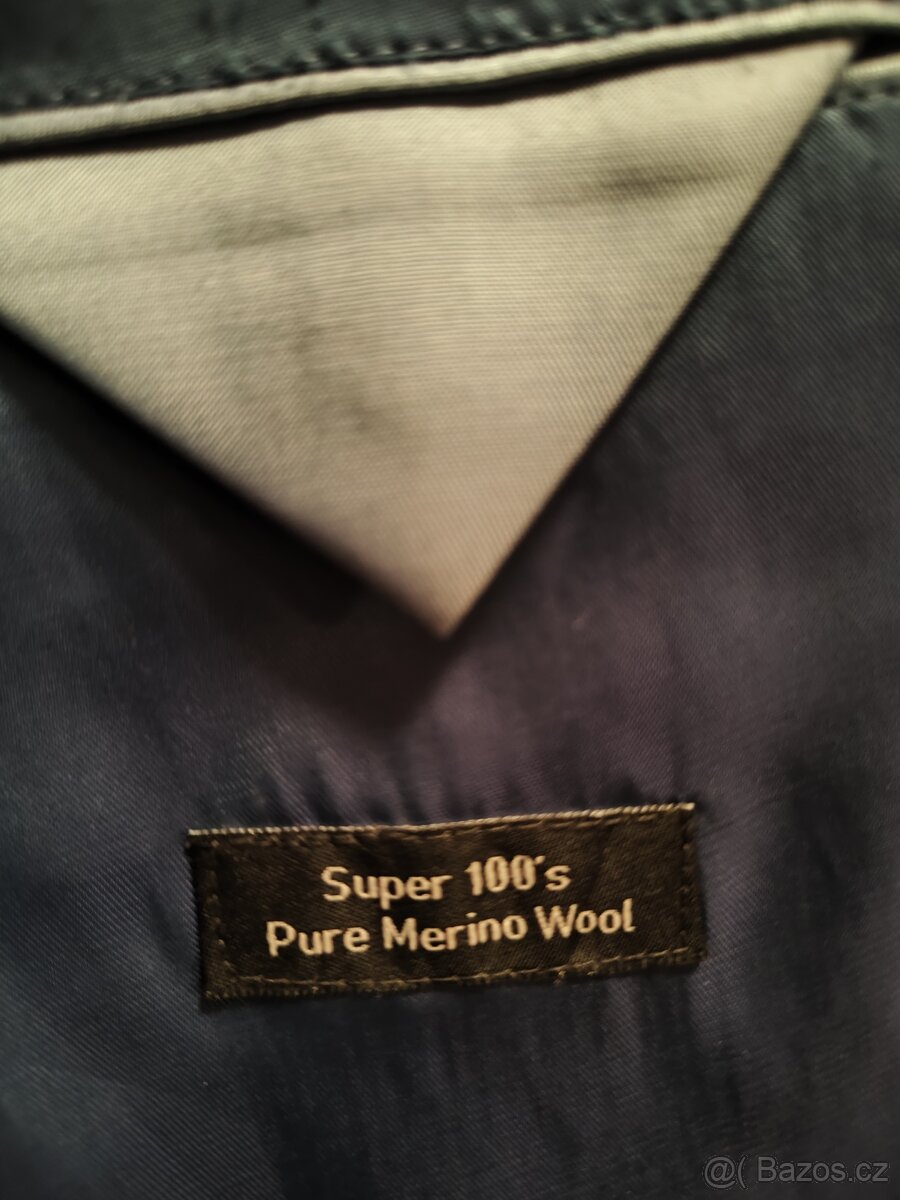 Super 100's
Pure Merino Wool
@( Bazos.cz